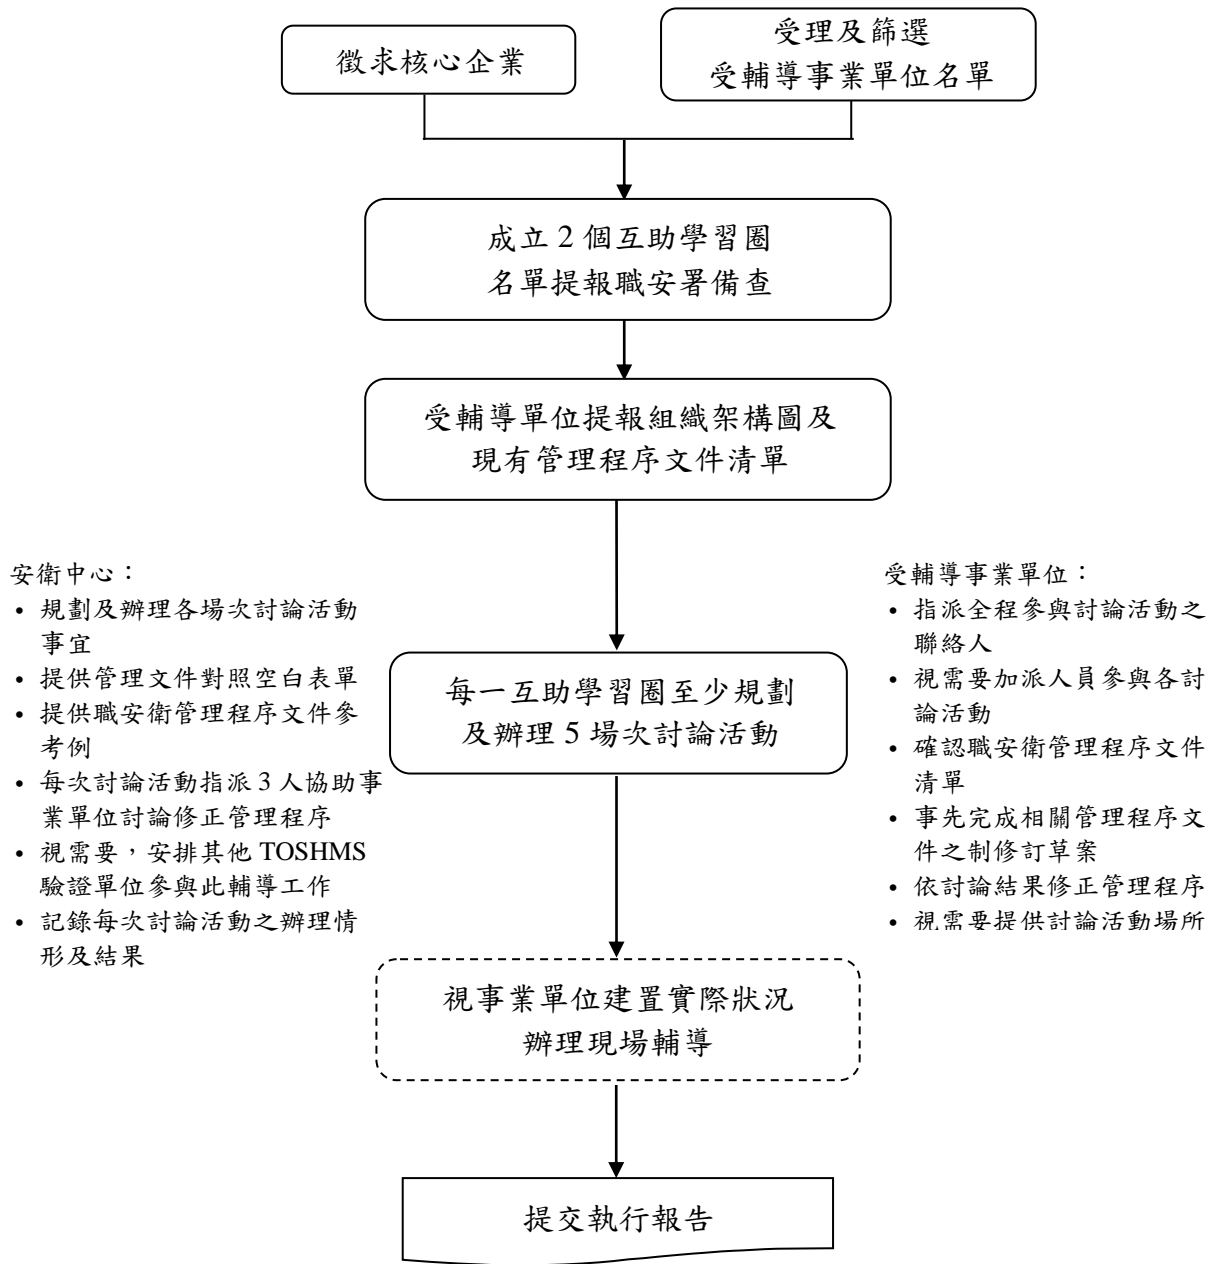 徵求核心企業
受理及篩選
受輔導事業單位名單
成立 2 個互助學習圈
名單提報職安署備查
受輔導單位提報組織架構圖及
現有管理程序文件清單
安衛中心：
• 規劃及辦理各場次討論活動
事宜
• 提供管理文件對照空白表單
• 提供職安衛管理程序文件參
考例
• 每次討論活動指派 3 人協助事
業單位討論修正管理程序
• 視需要，安排其他 TOSHMS
驗證單位參與此輔導工作
• 記錄每次討論活動之辦理情
形及結果
每一互助學習圈至少規劃
及辦理 5 場次討論活動
受輔導事業單位：
• 指派全程參與討論活動之
聯絡人
• 視需要加派人員參與各討
論活動
• 確認職安衛管理程序文件
清單
• 事先完成相關管理程序文
件之制修訂草案
• 依討論結果修正管理程序
• 視需要提供討論活動場所
視事業單位建置實際狀況
辦理現場輔導
提交執行報告